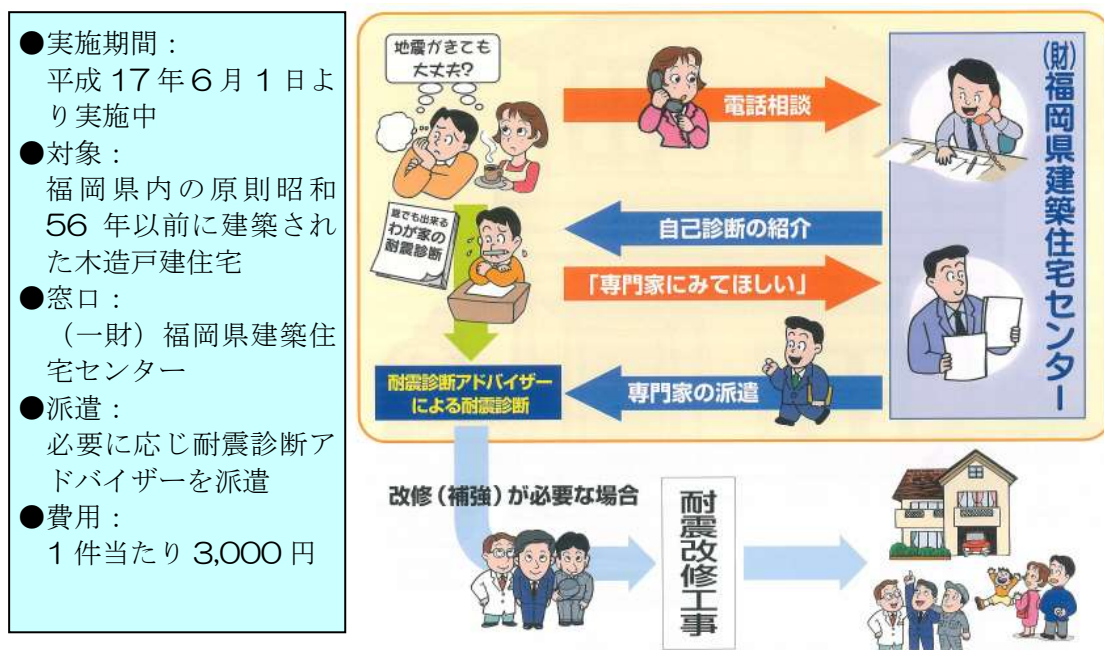 ●実施期間：
平成 17年 6 月 1 日よ
り実施中
●対象：
福岡県内の原則昭和
56 年以前に建築され
た木造戸建住宅
●窓口：
（一財）福岡県建築住
宅センター
●派遣：
必要に応じ耐震診断ア
ドバイザーを派遣
●費用：
1 件当たり 3,000 円
地震がきても
大丈夫?
電話相談
(財)福岡県建築住宅センター
誰でも出来る
わが家の
耐震診断
自己診断の紹介
「専門家にみてほしい」
専門家の派遣
耐震診断アドバイザー
による耐震診断
改修（補強）が必要な場合
耐震改修工事